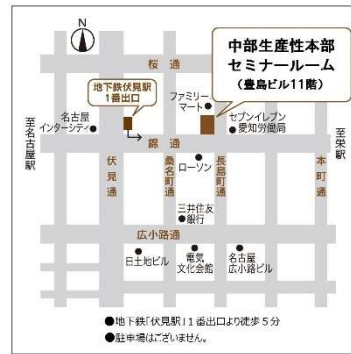 N
中部生産性本部
セミナールーム
(豊島ビル11階)
桜通
地下鉄伏見駅
1番出口
ファミリー
マート
至名古屋駅
名古屋
インターシティ
セブンイレブン
愛知労働局
至栄駅
錦通
伏見通
桑名町通
長島町通
本町通
ローソン
三井住友
銀行
広小路通
日土地ビル
電気
文化会館
名古屋
広小路ビル
●地下鉄「伏見駅」1番出口より徒歩5分
●駐車場はございません。